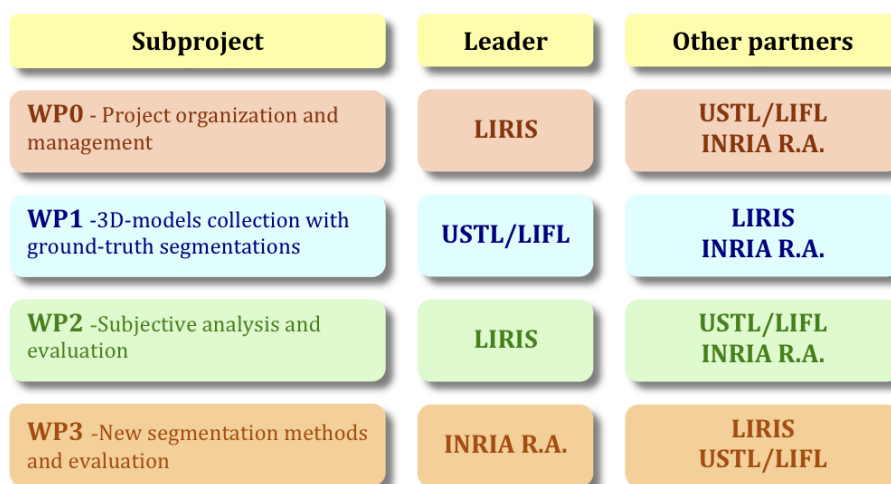 Subproject Leader Other partners
WP0 - Project organization and
management
LIRIS
USTL/LIFL
INRIA R.A.
WP1 -3D-models collection with
ground-truth segmentations
USTL/LIFL
LIRIS
INRIA R.A.
WP2 -Subjective analysis and
evaluation
LIRIS
USTL/LIFL
INRIA R.A.
WP3 -New segmentation methods
and evaluation
INRIA R.A.
LIRIS
USTL/LIFL